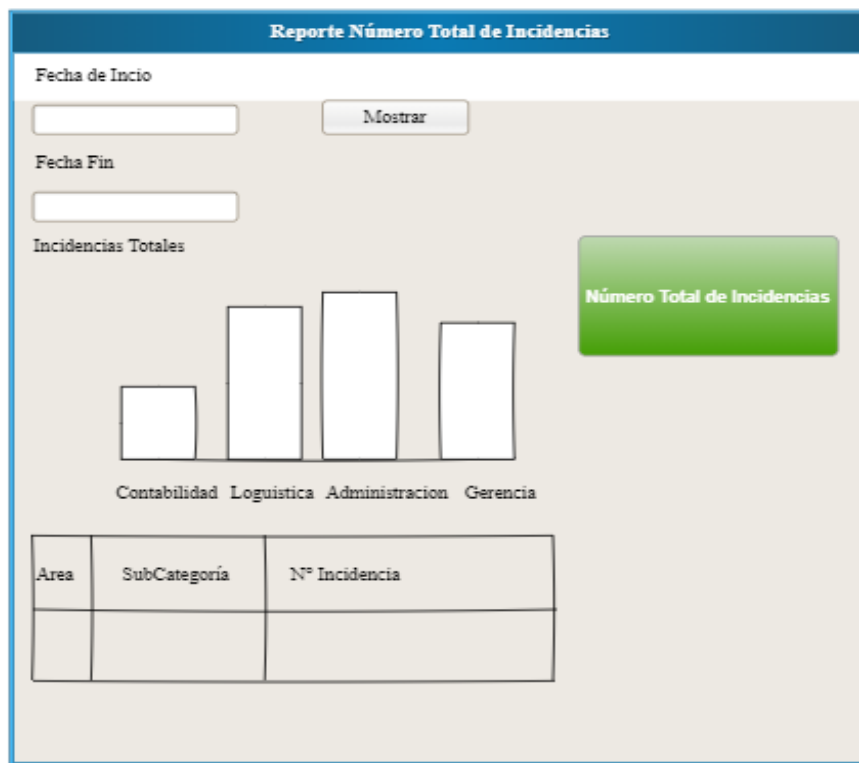 Reporte Número Total de Incidencias
Fecha de Incio
Mostrar
Fecha Fin
Incidencias Totales
Número Total de Incidencias
Contabilidad Loguistica Administracion Gerencia
Area SubCategoría N° Incidencia